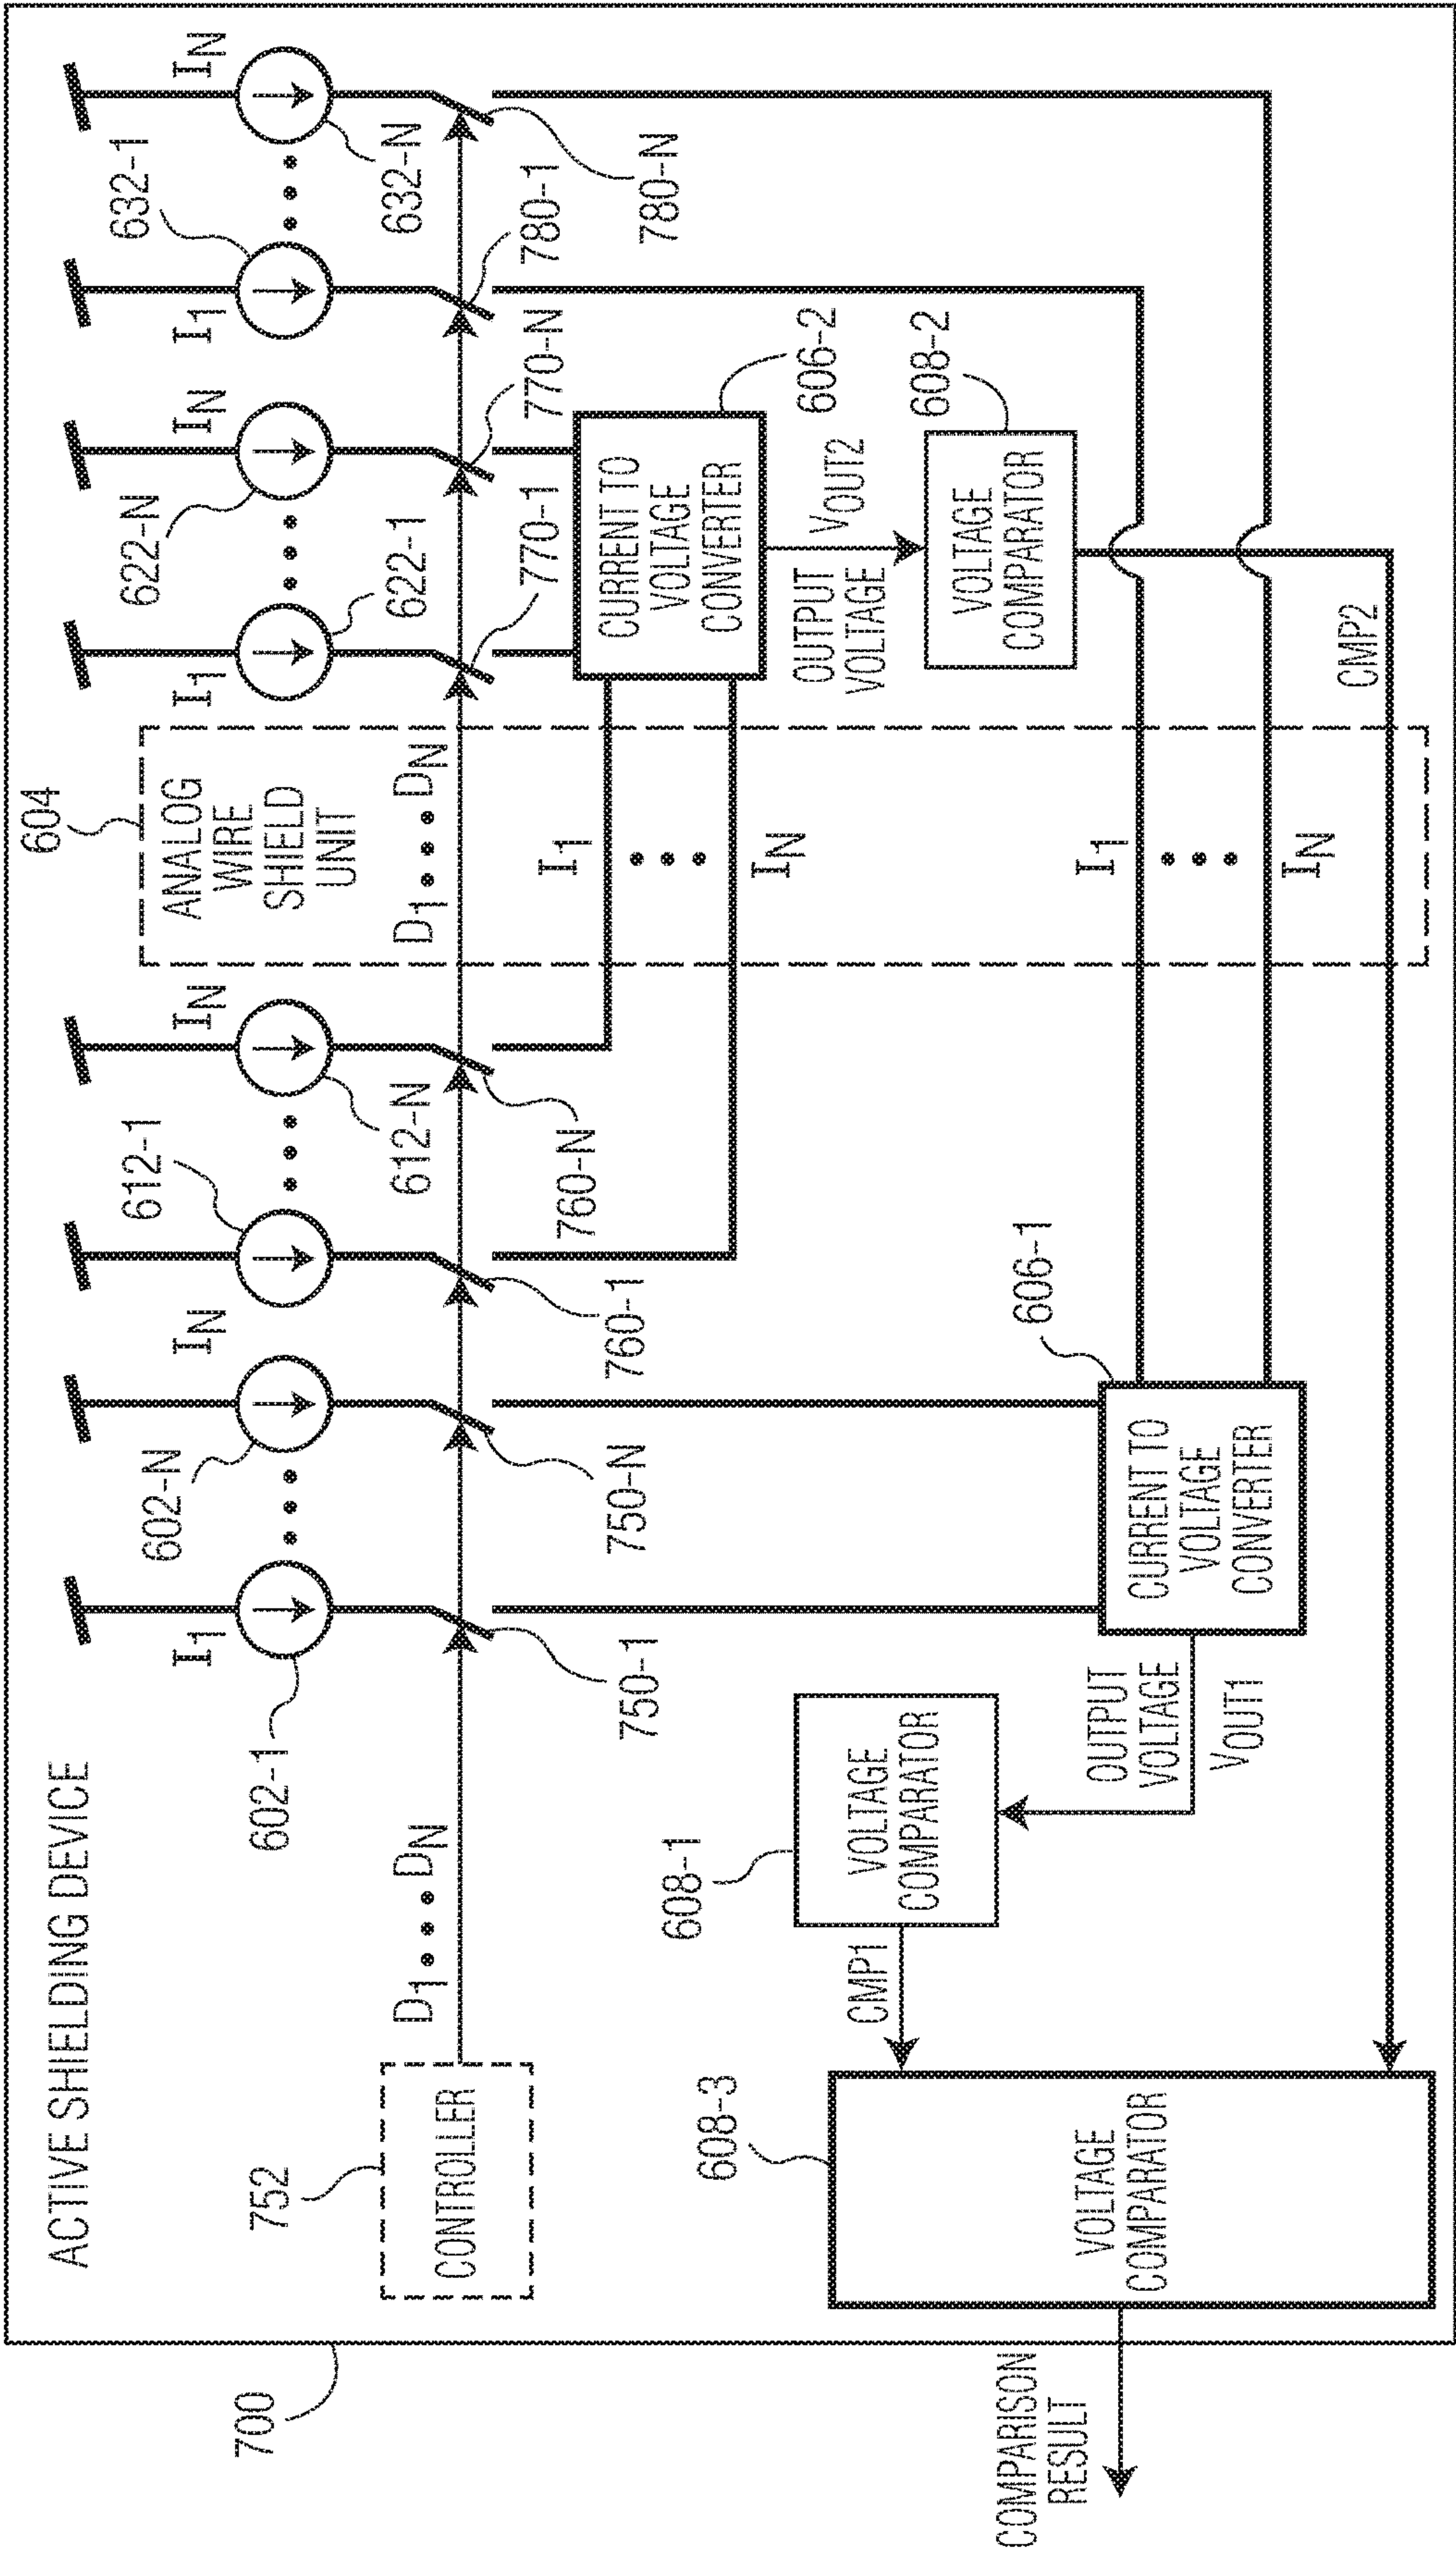 ACTIVE SHIELDING DEVICE
700
752
CONTROLLER
D1 • • DN
602-1
I1
602-N
IN
612-1
612-N
IN
604
ANALOG
WIRE
SHIELD
UNIT
D1 • • DN
I1
622-1
622-N
IN
I1
632-1
632-N
IN
750-1
750-N
760-1
760-N
770-1
770-N
780-1
780-N
I1
IN
CURRENT TO
VOLTAGE
CONVERTER
606-2
OUTPUT
VOLTAGE
VOUT2
VOLTAGE
COMPARATOR
608-2
608-1
VOLTAGE
COMPARATOR
CMP1
OUTPUT
VOLTAGE
VOUT1
606-1
CURRENT TO
VOLTAGE
CONVERTER
I1
IN
CMP2
608-3
VOLTAGE
COMPARATOR
COMPARISON
RESULT